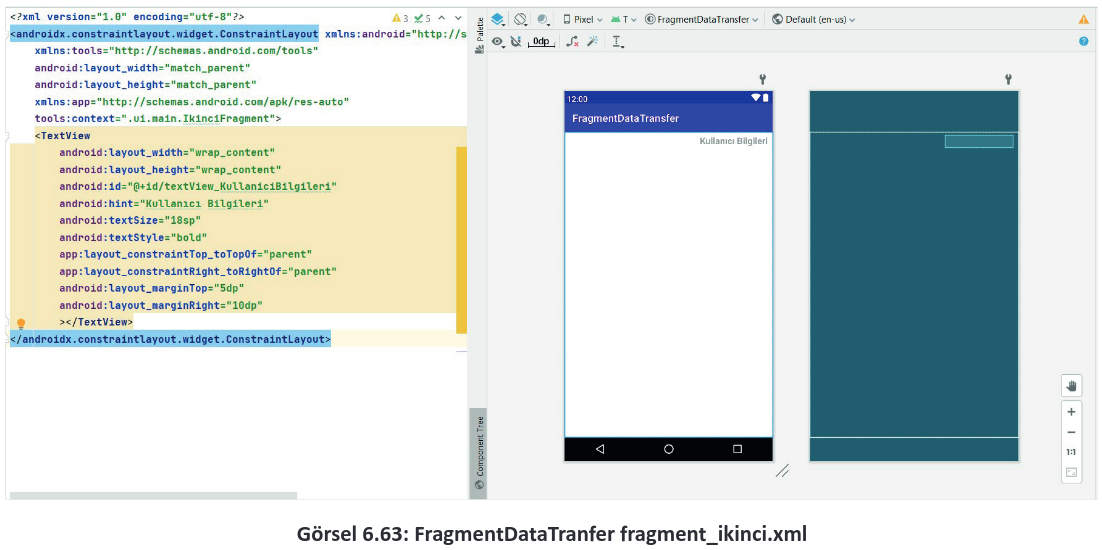 <?xml version="1.0" encoding="utf-8"?>
3 5
<androidx.constraintlayout.widget.ConstraintLayout xmlns:android="http://s
xmlns:tools="http://schemas.android.com/tools"
android:layout_width="match_parent"
android:layout_height="match_parent"
xmlns:app="http://schemas.android.com/apk/res-auto"
tools:context=".ui.main.IkinciFragment">
<TextView
android:layout_width="wrap_content"
android:layout_height="wrap_content"
android:id="@+id/textView_KullaniciBilgileri"
android:hint="Kullanıcı Bilgileri"
android:textSize="18sp"
android:textStyle="bold"
app:layout_constraintTop_toTopOf="parent"
app:layout_constraintRight_toRightOf="parent"
android:layout_marginTop="5dp"
android:layout_marginRight="10dp"
></TextView>
</androidx.constraintlayout.widget.ConstraintLayout>
Palette
Component Tree
Pixel T FragmentDataTransfer Default (en-us)
0dp
12:00
FragmentDataTransfer
Kullanıcı Bilgileri
1:1
Görsel 6.63: FragmentDataTranfer fragment_ikinci.xml